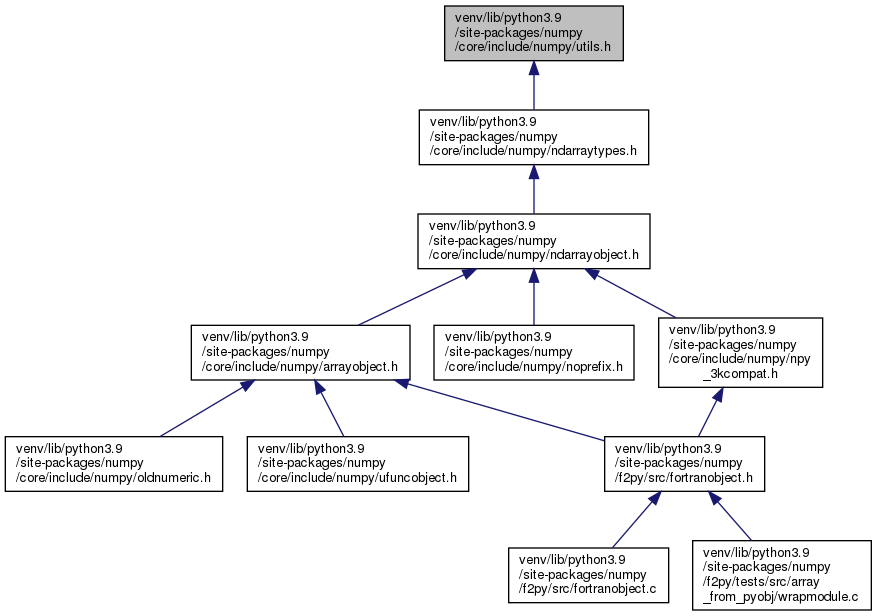 venv/lib/python3.9
/site-packages/numpy
/core/include/numpy/utils.h
venv/lib/python3.9
/site-packages/numpy
/core/include/numpy/ndarraytypes.h
venv/lib/python3.9
/site-packages/numpy
/core/include/numpy/ndarrayobject.h
venv/lib/python3.9
/site-packages/numpy
/core/include/numpy/arrayobject.h
venv/lib/python3.9
/site-packages/numpy
/core/include/numpy/noprefix.h
venv/lib/python3.9
/site-packages/numpy
/core/include/numpy/npy
_3kcompat.h
venv/lib/python3.9
/site-packages/numpy
/core/include/numpy/oldnumeric.h
venv/lib/python3.9
/site-packages/numpy
/core/include/numpy/ufuncobject.h
venv/lib/python3.9
/site-packages/numpy
/f2py/src/fortranobject.h
venv/lib/python3.9
/site-packages/numpy
/f2py/src/fortranobject.c
venv/lib/python3.9
/site-packages/numpy
/f2py/tests/src/array
_from_pyobj/wrapmodule.c